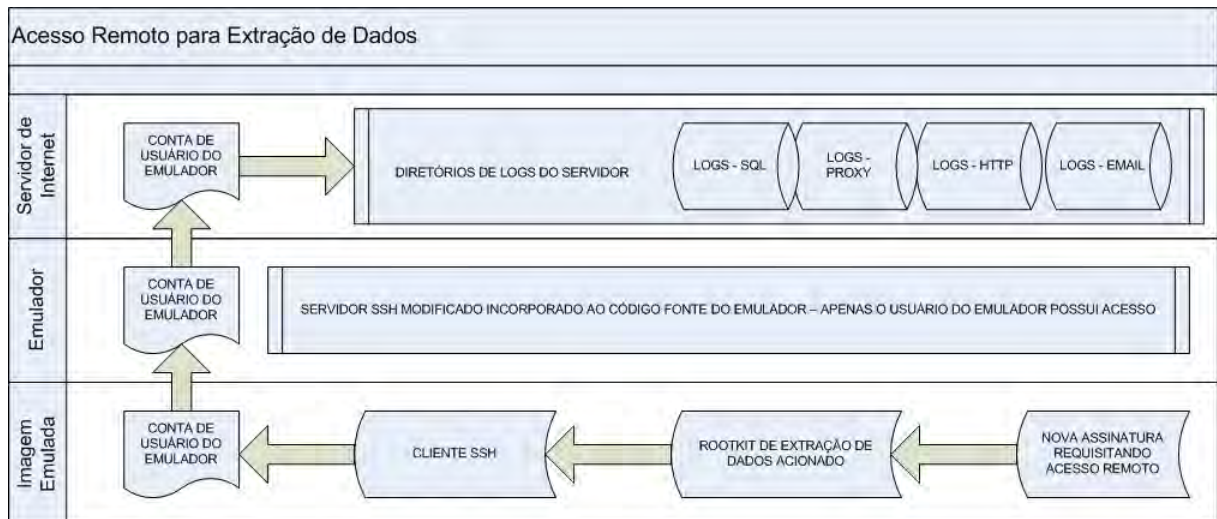 Acesso Remoto para Extração de Dados
Servidor de
Internet
CONTA DE
USUÁRIO DO
EMULADOR
DIRETÓRIOS DE LOGS DO SERVIDOR
LOGS - SQL
LOGS -
PROXY
LOGS - HTTP
LOGS - EMAIL
Emulador
CONTA DE
USUÁRIO DO
EMULADOR
SERVIDOR SSH MODIFICADO INCORPORADO AO CÓDIGO FONTE DO EMULADOR – APENAS O USUÁRIO DO EMULADOR POSSUI ACESSO
Imagem
Emulada
CONTA DE
USUÁRIO DO
EMULADOR
CLIENTE SSH
ROOTKIT DE EXTRAÇÃO DE
DADOS ACIONADO
NOVA ASSINATURA
REQUISITANDO
ACESSO REMOTO